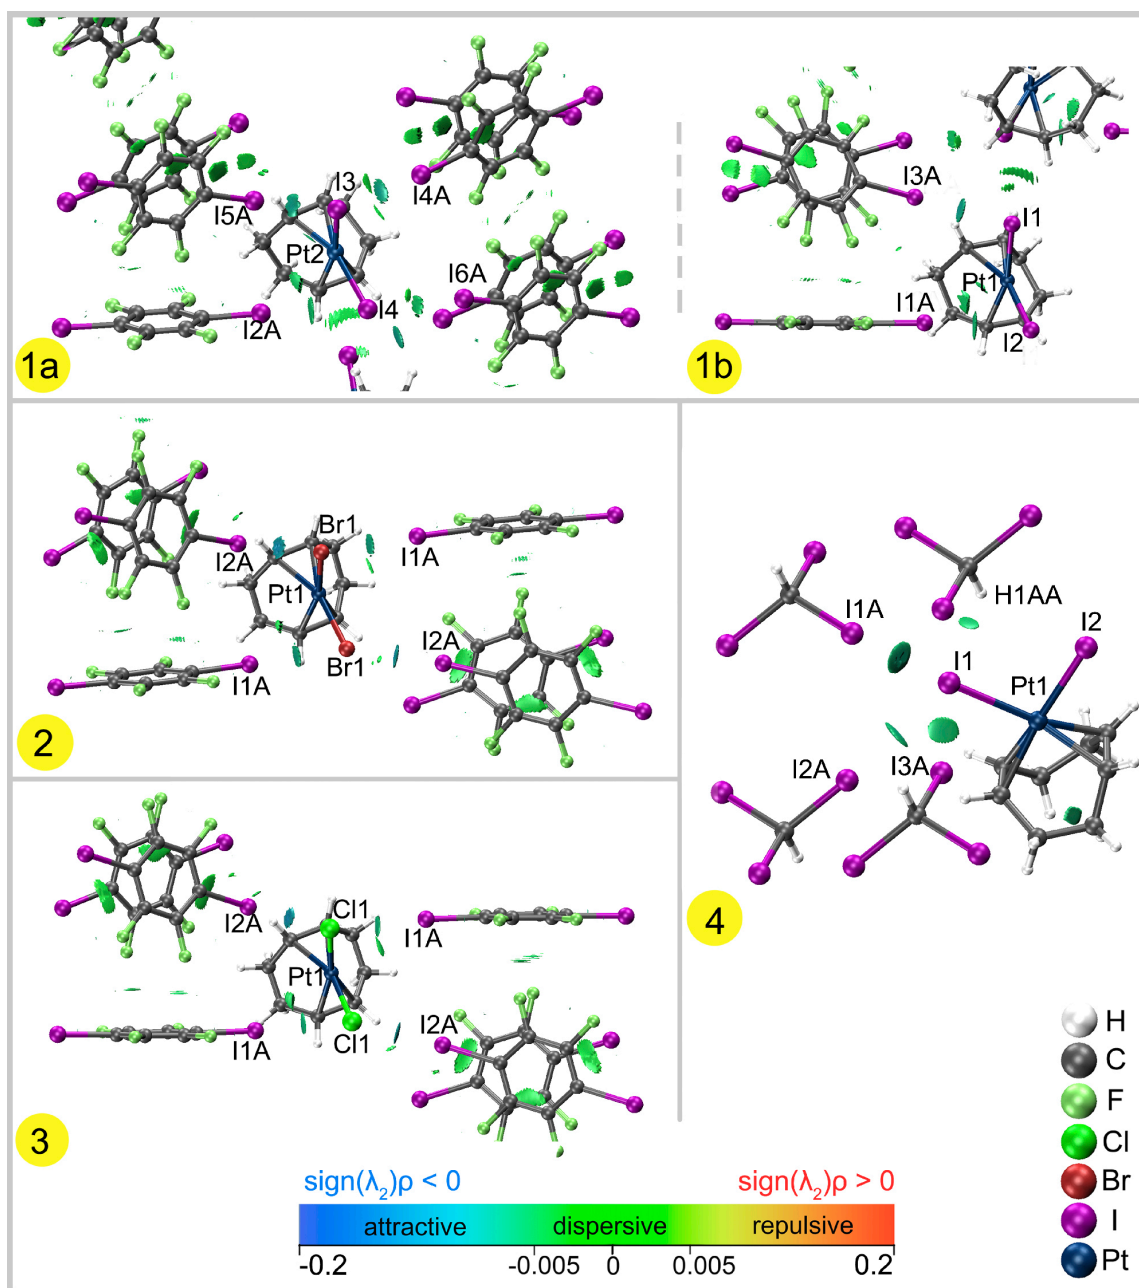 I3
I4A
I5A
Pt2
I6A
I4
I2A
1a
I3A
I1
Pt1
I1A
I2
1b
Br1
I2A
I1A
Pt1
I2A
Br1
I1A
2
H1AA
I1A
I2
I1
Pt1
I2A
I3A
4
Cl1
I2A
I1A
Pt1
I2A
I1A
Cl1
3
H
C
F
Cl
Br
I
Pt
sign(λ₂)ρ < 0
sign(λ₂)ρ > 0
attractive
dispersive
repulsive
-0.2
-0.005
0
0.005
0.2